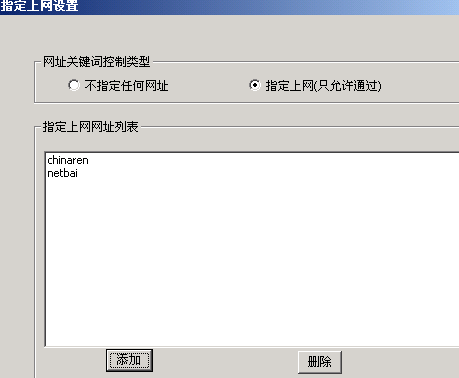 指定上网设置
网址关键词控制类型
不指定任何网址
指定上网(只允许通过)
指定上网网址列表
chinaren
netbai
添加
删除